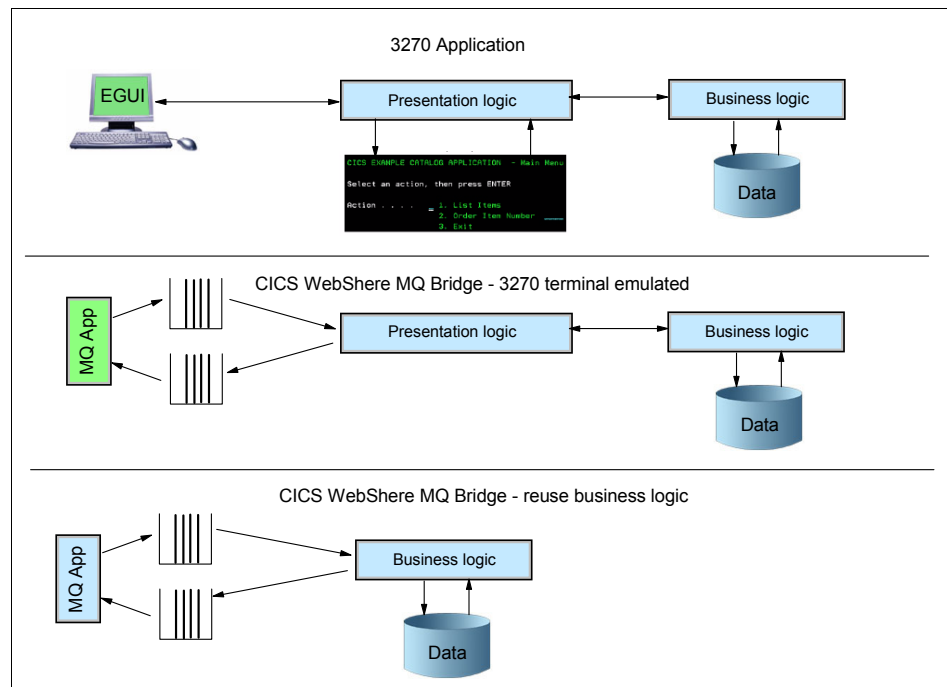 3270 Application
EGUI
Presentation logic
Business logic
CICS EXAMPLE CATALOG APPLICATION - Main Menu
Select an action, then press ENTER
Action . . . . _ 1. List Items
2. Order Item Number ____
3. Exit
Data
CICS WebShere MQ Bridge - 3270 terminal emulated
MQ App
Presentation logic
Business logic
Data
CICS WebShere MQ Bridge - reuse business logic
MQ App
Business logic
Data